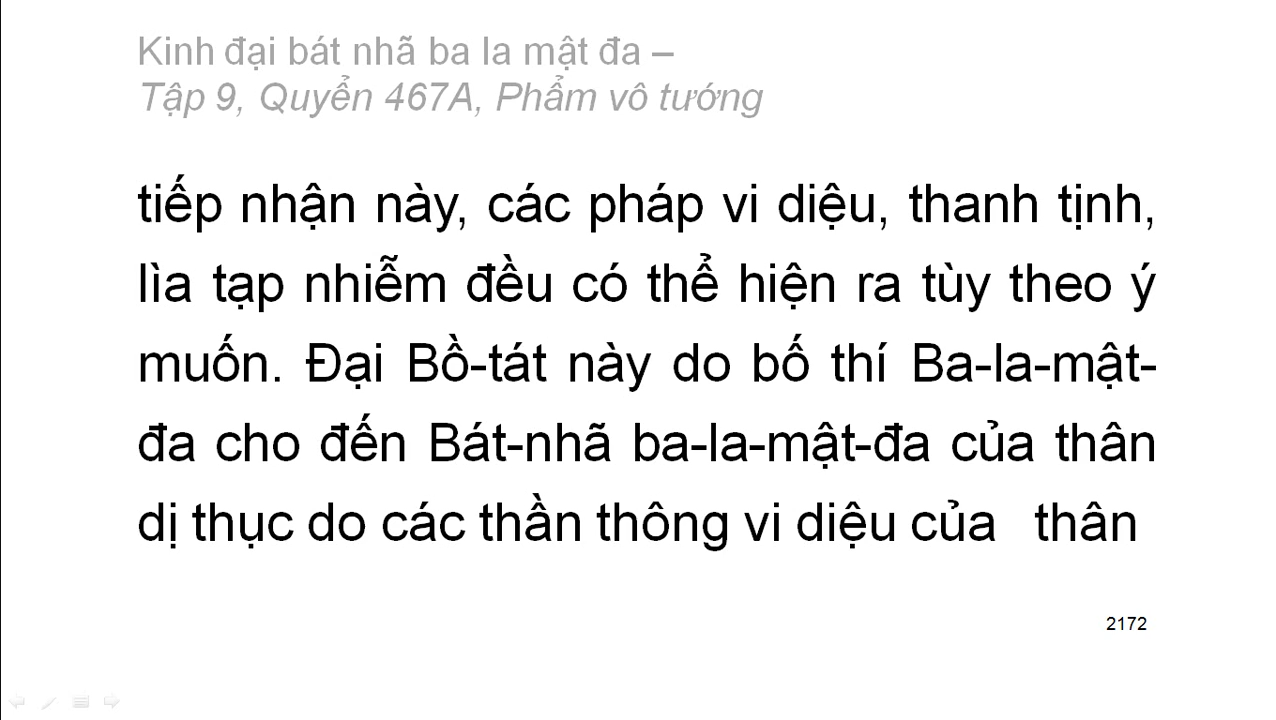 Kinh đại bát nhã ba la mật đa –
Tập 9, Quyển 467A, Phẩm vô tướng
tiếp nhận này, các pháp vi diệu, thanh tịnh,
lìa tạp nhiễm đều có thể hiện ra tùy theo ý
muốn. Đại Bồ-tát này do bố thí Ba-la-mật-
đa cho đến Bát-nhã ba-la-mật-đa của thân
dị thục do các thần thông vi diệu của thân
2172